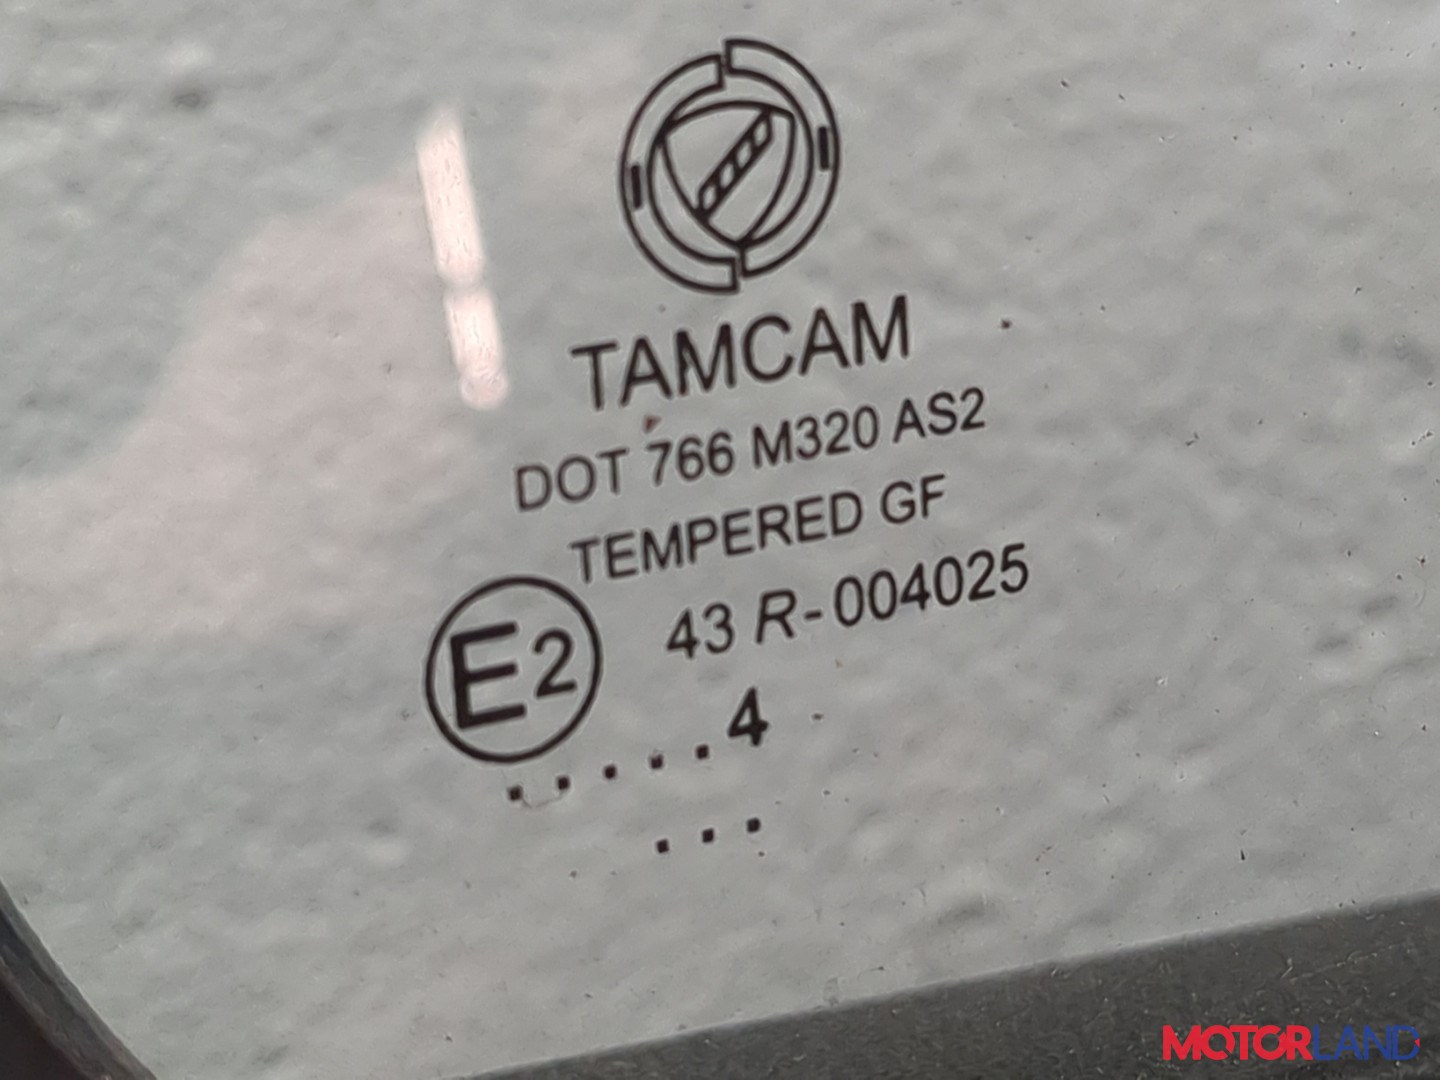 TAMCAM
DOT 766 M320 AS2
TEMPERED GF
E2 43 R-004025
.....4
...
MOTORLAND